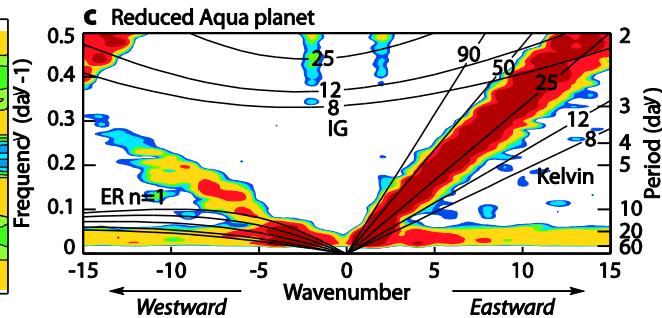 c Reduced Aqua planet
0.5
0.4
0.3
0.2
0.1
0
Frequency (day-1)
25
12
8
IG
90
50
25
12
8
Kelvin
ER n=1
2
3
4
5
10
20
60
Period (day)
-15 -10 -5 0 5 10 15
Wavenumber
Westward
Eastward